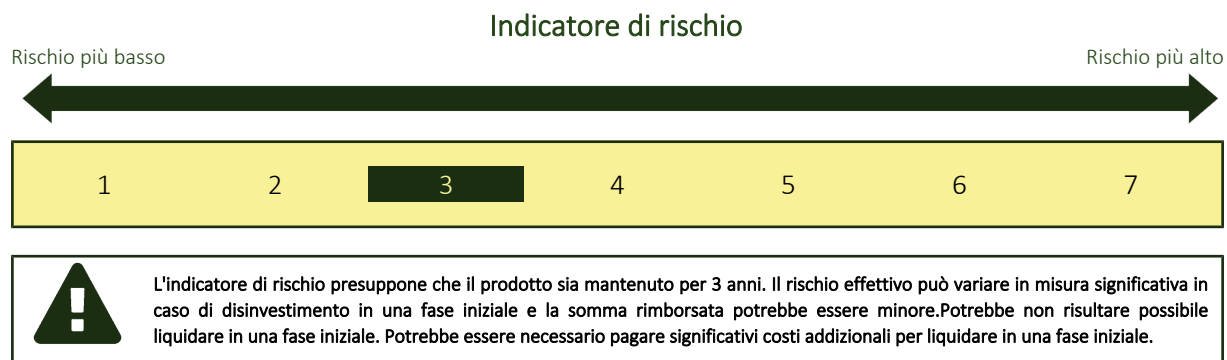 Indicatore di rischio
Rischio più basso
Rischio più alto
1 2 3 4 5 6 7
L'indicatore di rischio presuppone che il prodotto sia mantenuto per 3 anni. Il rischio effettivo può variare in misura significativa in
caso di disinvestimento in una fase iniziale e la somma rimborsata potrebbe essere minore.Potrebbe non risultare possibile
liquidare in una fase iniziale. Potrebbe essere necessario pagare significativi costi addizionali per liquidare in una fase iniziale.